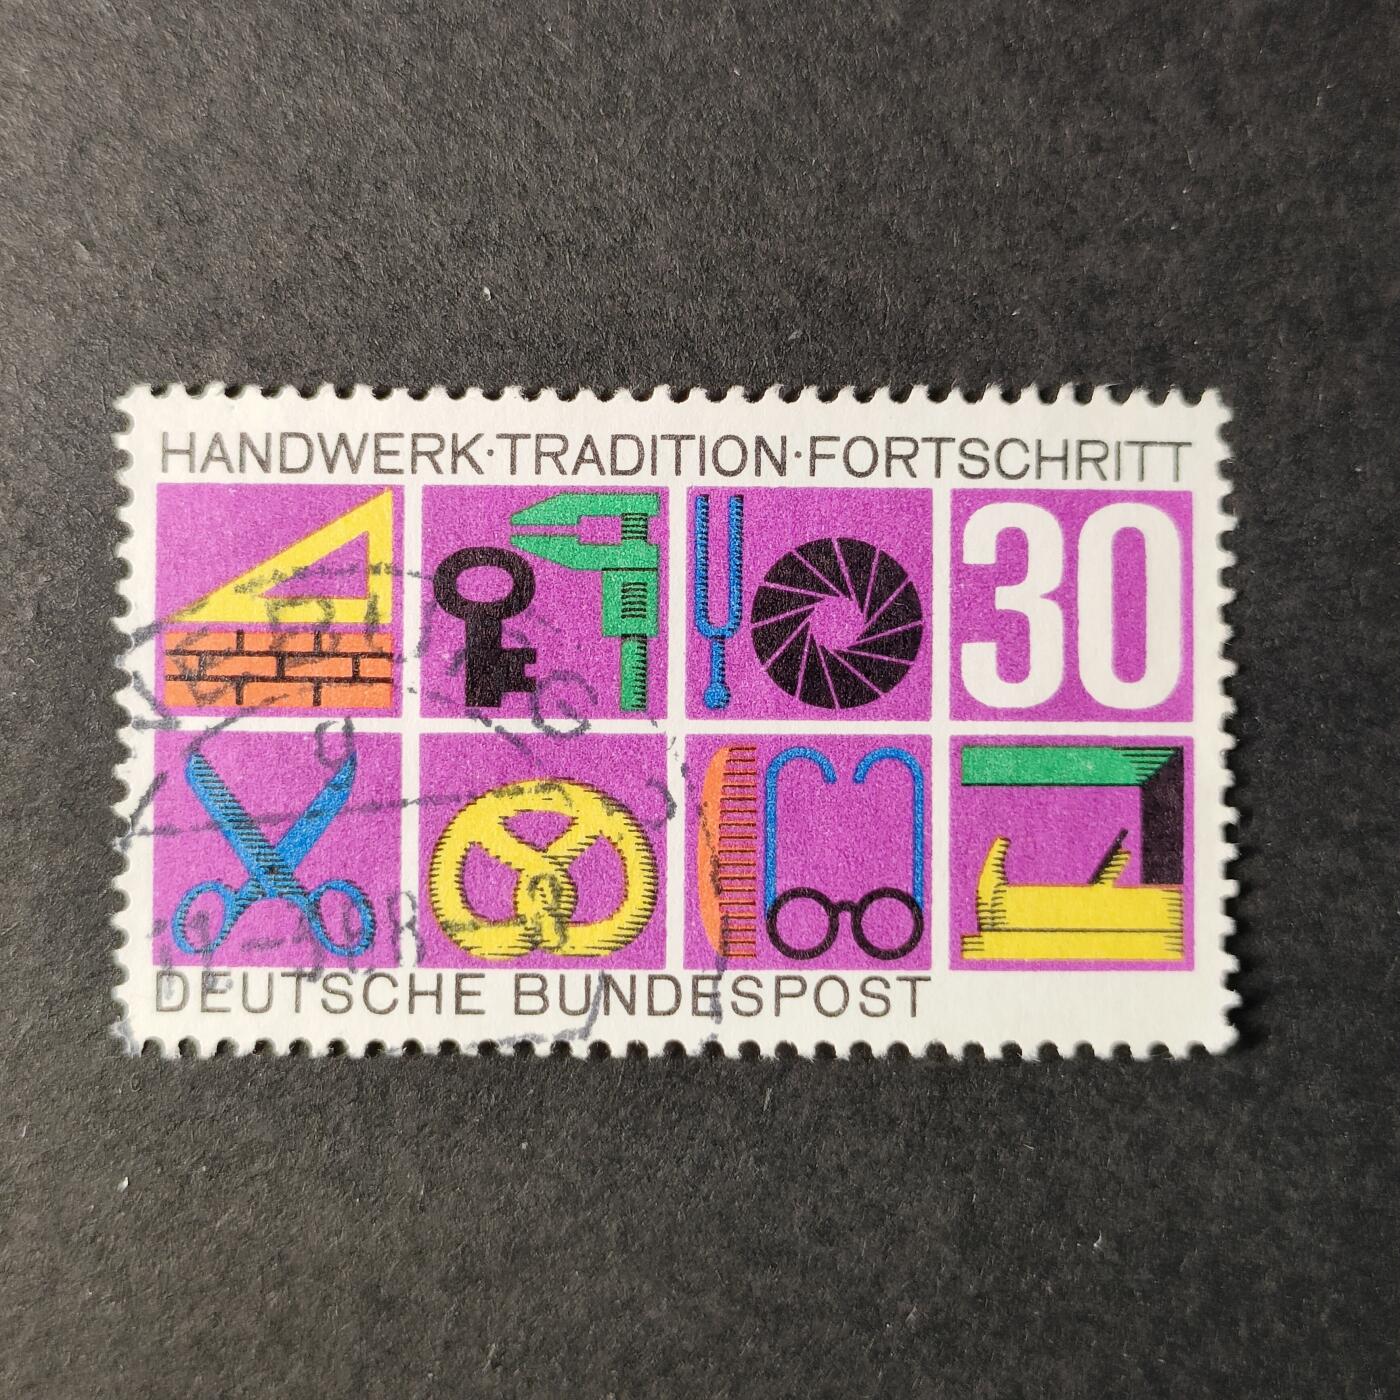 HANDWERK·TRADITION·FORTSCHRITT
30
DEUTSCHE BUNDESPOST